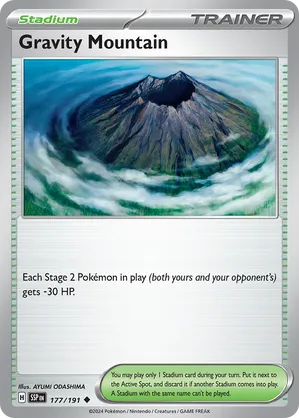 Stadium
TRAINER
Gravity Mountain
Each Stage 2 Pokémon in play (both yours and your opponent's)
gets -30 HP.
Illus. AYUMI ODASHIMA
H SSP EN 177/191 ◆
You may play only 1 Stadium card during your turn. Put it next to
the Active Spot, and discard it if another Stadium comes into play.
A Stadium with the same name can't be played.
©2024 Pokémon / Nintendo / Creatures / GAME FREAK